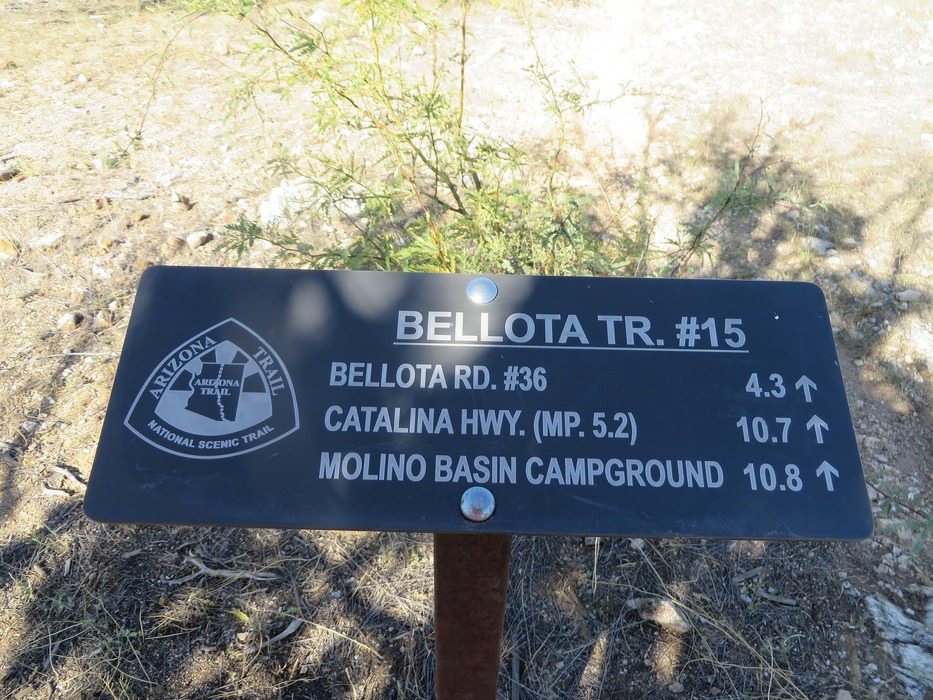 BELLOTA TR. #15
BELLOTA RD. #36 4.3 ↑
CATALINA HWY. (MP. 5.2) 10.7 ↑
MOLINO BASIN CAMPGROUND 10.8 ↑
ARIZONA TRAIL
ARIZONA
TRAIL
NATIONAL SCENIC TRAIL